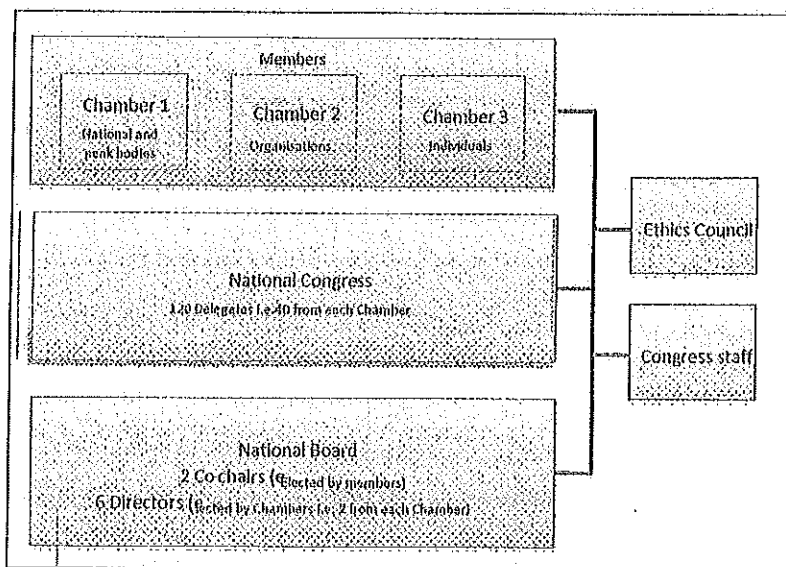 Members
Chamber 1
(National and
peak bodies
Chamber 2
Organisations
Chamber 3
Individuals
Ethics Council
National Congress
120 Delegates i.e. 40 from each Chamber
Congress staff
National Board
2 Co-chairs (elected by members)
6 Directors (elected by Chambers i.e. 2 from each Chamber)